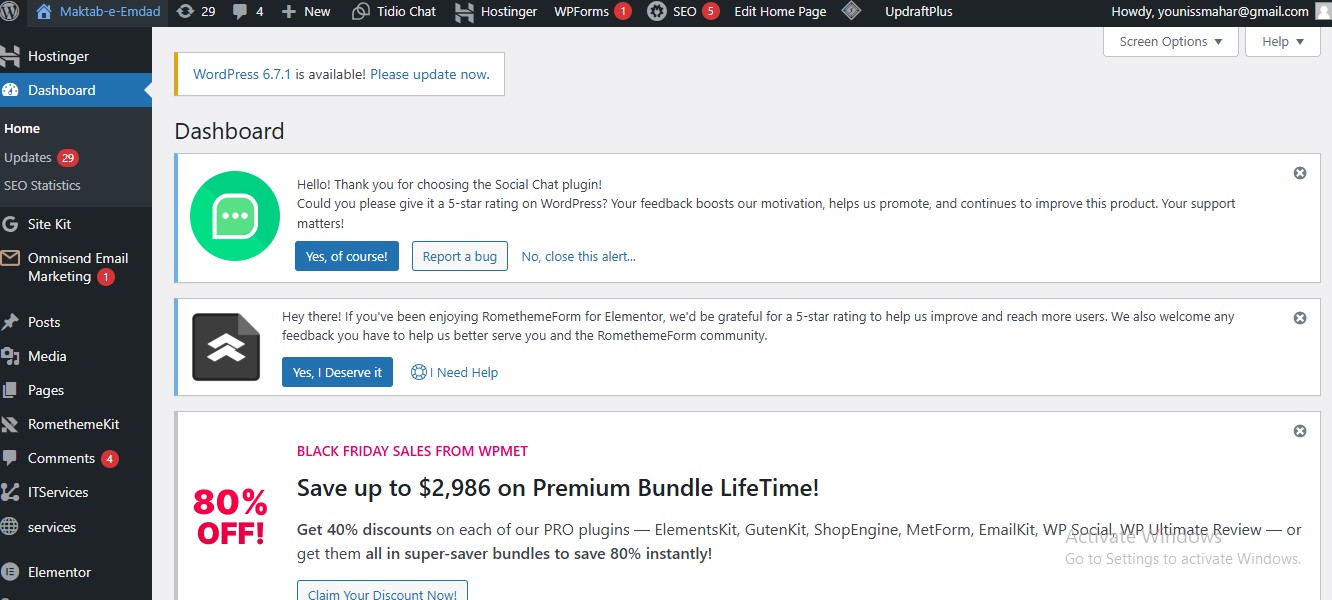 Maktab-e-Emdad 29 4 New Tidio Chat Hostinger WPForms 1 SEO 5 Edit Home Page UpdraftPlus Howdy, younissmahar@gmail.com
Hostinger
Dashboard
Home
Updates 29
SEO Statistics
Site Kit
Omnisend Email
Marketing 1
Posts
Media
Pages
RomethemeKit
Comments 4
ITServices
services
Elementor
Screen Options Help
WordPress 6.7.1 is available! Please update now.
Dashboard
Hello! Thank you for choosing the Social Chat plugin!
Could you please give it a 5-star rating on WordPress? Your feedback boosts our motivation, helps us promote, and continues to improve this product. Your support
matters!
Yes, of course! Report a bug No, close this alert...
Hey there! If you've been enjoying RomethemeForm for Elementor, we'd be grateful for a 5-star rating to help us improve and reach more users. We also welcome any
feedback you have to help us better serve you and the RomethemeForm community.
Yes, I Deserve it I Need Help
80%
OFF!
BLACK FRIDAY SALES FROM WPMET
Save up to $2,986 on Premium Bundle LifeTime!
Get 40% discounts on each of our PRO plugins — ElementsKit, GutenKit, ShopEngine, MetForm, EmailKit, WP Social, WP Ultimate Review — or
get them all in super-saver bundles to save 80% instantly!
Claim Your Discount Now!
Activate Windows
Go to Settings to activate Windows.